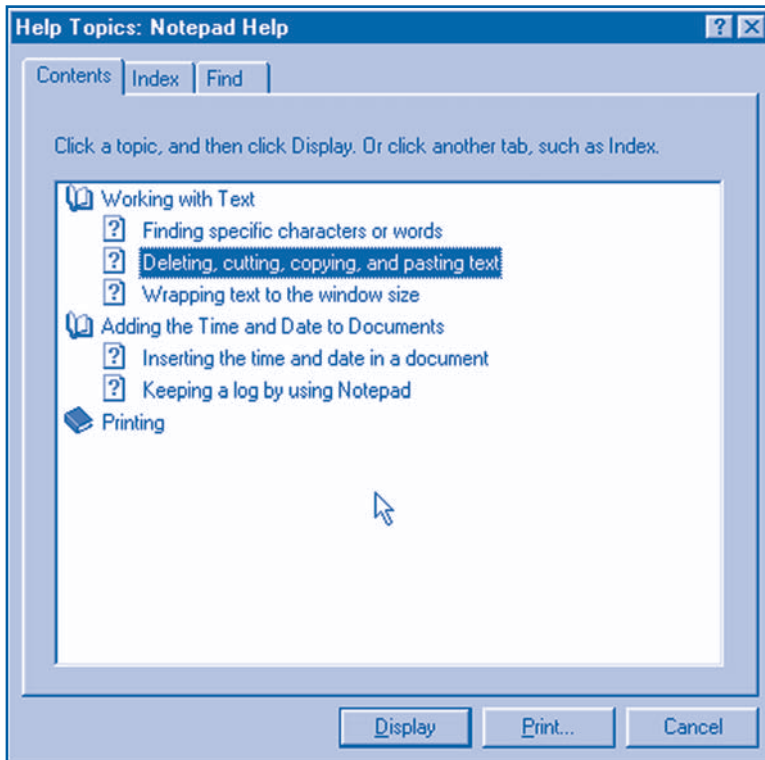 Help Topics: Notepad Help
Contents Index Find
Click a topic, and then click Display. Or click another tab, such as Index.
Working with Text
? Finding specific characters or words
? Deleting, cutting, copying, and pasting text
? Wrapping text to the window size
Adding the Time and Date to Documents
? Inserting the time and date in a document
? Keeping a log by using Notepad
Printing
Display Print... Cancel